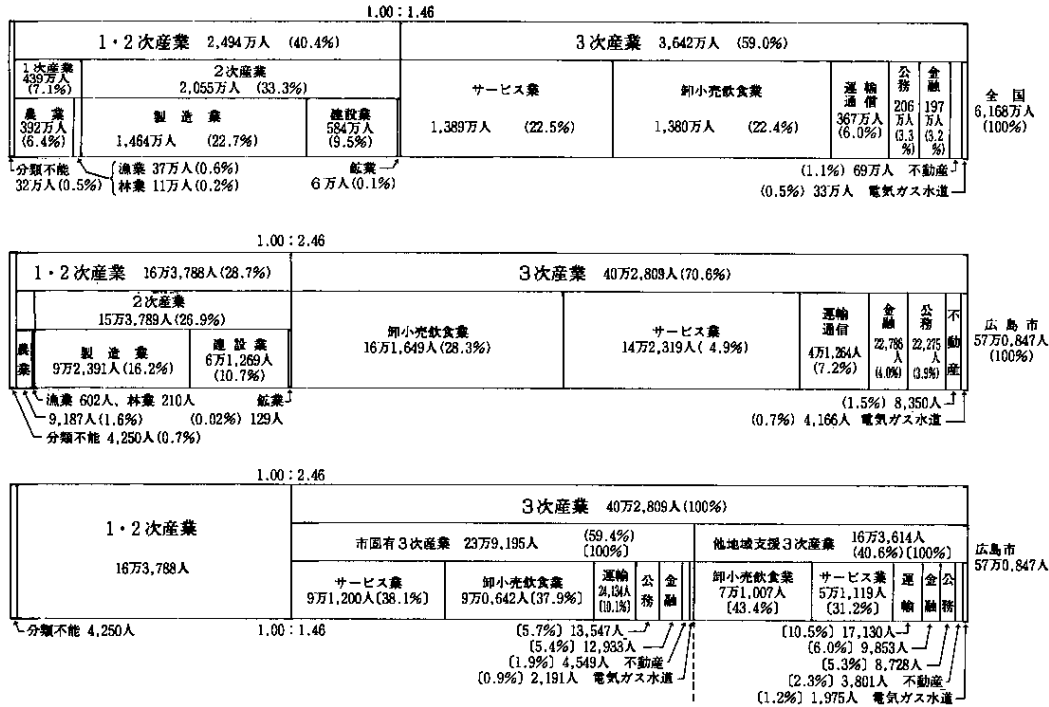 1.00：1.46
1・2次産業 2,494万人 (40.4%)
3次産業 3,642万人 (59.0%)
1次産業
439万人
(7.1%)
2次産業
2,055万人 (33.3%)
サービス業
1,389万人 (22.5%)
卸小売飲食業
1,380万人 (22.4%)
運輸
通信
367万人
(6.0%)
公務
206
万人
(3.3
%)
金融
197
万人
(3.2
%)
全国
6,168万人
(100%)
農業
392万人
(6.4%)
製造業
1,464万人 (22.7%)
建設業
584万人
(9.5%)
分類不能
32万人(0.5%)
漁業 37万人(0.6%)
林業 11万人(0.2%)
鉱業
6万人(0.1%)
(1.1%) 69万人 不動産
(0.5%) 33万人 電気ガス水道
1.00：2.46
1・2次産業 16万3,788人(28.7%)
3次産業 40万2,809人(70.6%)
2次産業
15万3,789人(26.9%)
農業
製造業
9万2,391人(16.2%)
建設業
6万1,269人
(10.7%)
卸小売飲食業
16万1,649人(28.3%)
サービス業
14万2,319人( 4.9%)
運輸
通信
4万1,264人
(7.2%)
金融
22,786
人
(4.0%)
公務
22,275
人
(3.9%)
不動産
広島市
57万0,847人
(100%)
漁業 602人、林業 210人
鉱業
9,187人(1.6%)
(0.02%) 129人
分類不能 4,250人(0.7%)
(1.5%) 8,350人
(0.7%) 4,166人 電気ガス水道
1.00：2.46
1・2次産業
16万3,788人
3次産業 40万2,809人(100%)
市固有3次産業 23万9,195人
(59.4%)
〔100%〕
他地域支援3次産業
16万3,614人
(40.6%)〔100%〕
広島市
57万0,847人
サービス業
9万1,200人〔38.1%〕
卸小売飲食業
9万0,642人〔37.9%〕
運輸
24,134人
〔10.1%〕
公務
金融
卸小売飲食業
7万1,007人
〔43.4%〕
サービス業
5万1,119人
〔31.2%〕
運輸
金融
公務
分類不能 4,250人
1.00：1.46
〔5.7%〕 13,547人
〔5.4%〕 12,933人
〔1.9%〕 4,549人 不動産
〔0.9%〕 2,191人 電気ガス水道
〔10.5%〕 17,130人
〔6.0%〕 9,853人
〔5.3%〕 8,728人
〔2.3%〕 3,801人 不動産
〔1.2%〕 1,975人 電気ガス水道